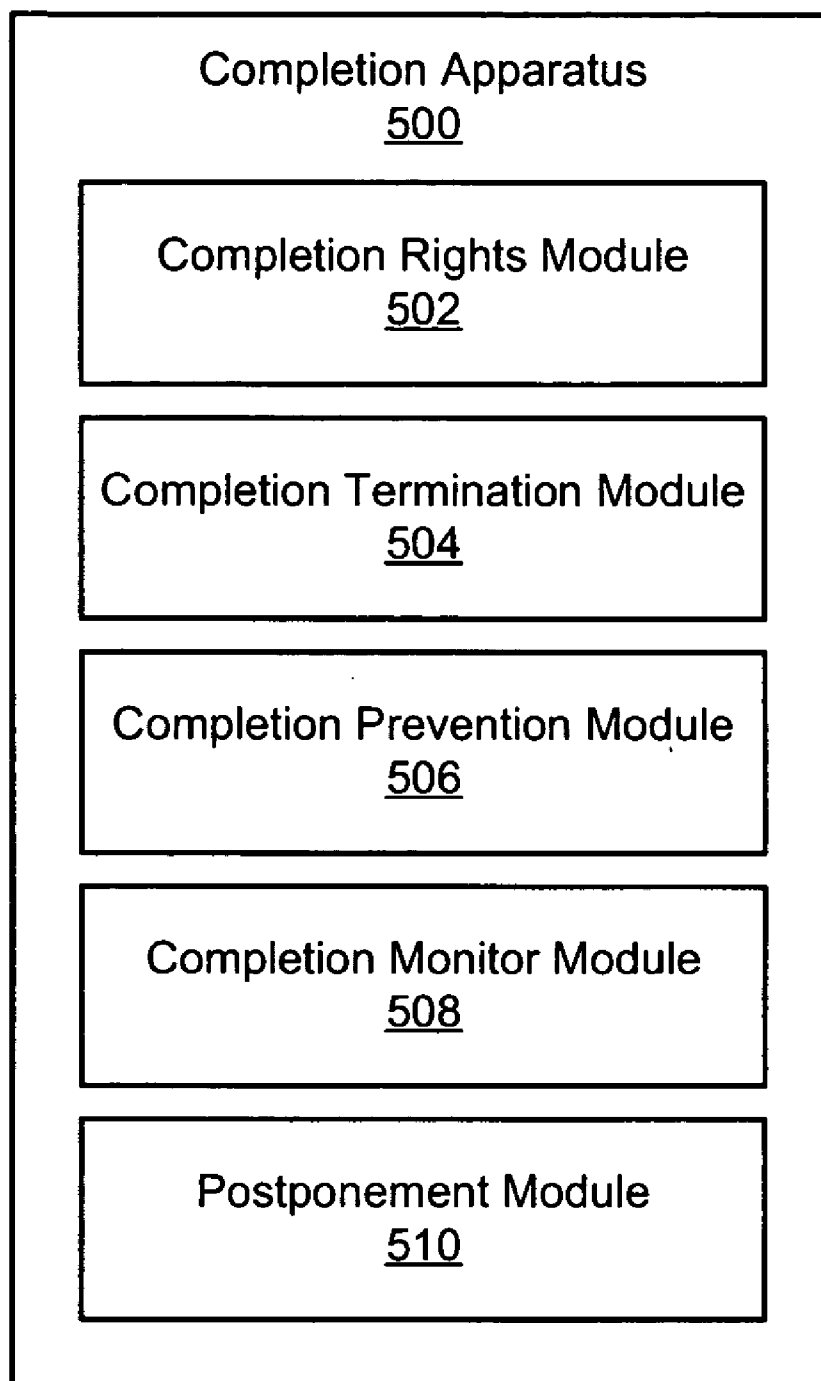 Completion Apparatus
500
Completion Rights Module
502
Completion Termination Module
504
Completion Prevention Module
506
Completion Monitor Module
508
Postponement Module
510